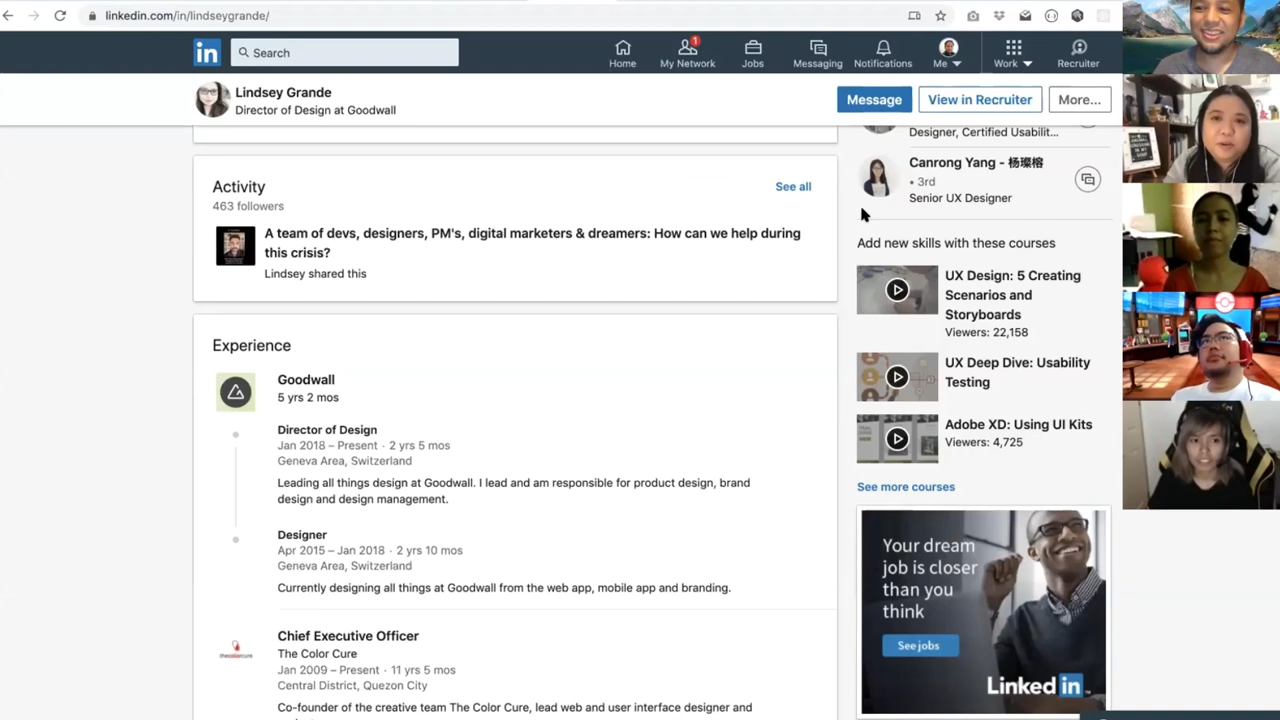 linkedin.com/in/lindseygrande/
in
Search
Home
1
My Network
Jobs
Messaging
Notifications
Me
Work
Recruiter
Lindsey Grande
Director of Design at Goodwall
Message
View in Recruiter
More...
Designer, Certified Usabilit...
Canrong Yang - 杨璨榕
• 3rd
Senior UX Designer
Activity
463 followers
See all
A team of devs, designers, PM's, digital marketers & dreamers: How can we help during
this crisis?
Lindsey shared this
Experience
Goodwall
5 yrs 2 mos
Director of Design
Jan 2018 – Present · 2 yrs 5 mos
Geneva Area, Switzerland
Leading all things design at Goodwall. I lead and am responsible for product design, brand
design and design management.
Designer
Apr 2015 – Jan 2018 · 2 yrs 10 mos
Geneva Area, Switzerland
Currently designing all things at Goodwall from the web app, mobile app and branding.
thecolorcure
Chief Executive Officer
The Color Cure
Jan 2009 – Present · 11 yrs 5 mos
Central District, Quezon City
Co-founder of the creative team The Color Cure, lead web and user interface designer and
Add new skills with these courses
UX Design: 5 Creating
Scenarios and
Storyboards
Viewers: 22,158
UX Deep Dive: Usability
Testing
Adobe XD: Using UI Kits
Viewers: 4,725
See more courses
Your dream
job is closer
than you
think
See jobs
Linked in